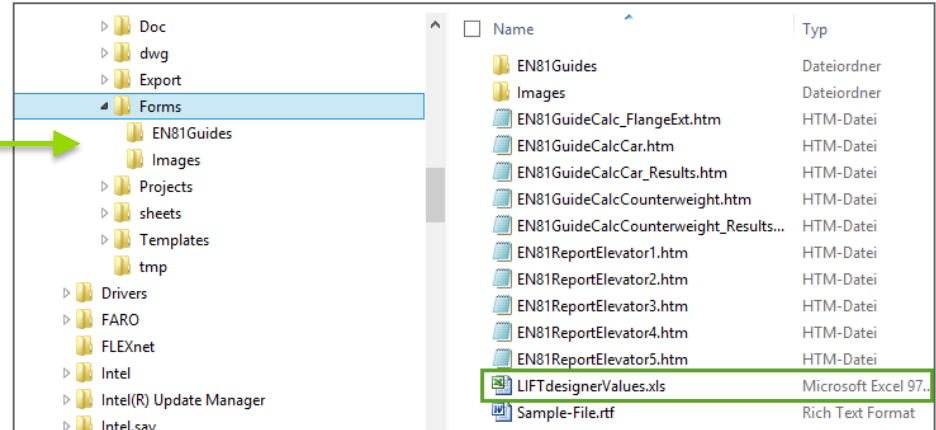 Doc
dwg
Export
Forms
EN81Guides
Images
Projects
sheets
Templates
tmp
Drivers
FARO
FLEXnet
Intel
Intel(R) Update Manager
Intel.sav
Name Typ
EN81Guides Dateiordner
Images Dateiordner
EN81GuideCalc_FlangeExt.htm HTM-Datei
EN81GuideCalcCar.htm HTM-Datei
EN81GuideCalcCar_Results.htm HTM-Datei
EN81GuideCalcCounterweight.htm HTM-Datei
EN81GuideCalcCounterweight_Results... HTM-Datei
EN81ReportElevator1.htm HTM-Datei
EN81ReportElevator2.htm HTM-Datei
EN81ReportElevator3.htm HTM-Datei
EN81ReportElevator4.htm HTM-Datei
EN81ReportElevator5.htm HTM-Datei
LIFTdesignerValues.xls Microsoft Excel 97...
Sample-File.rtf Rich Text Format